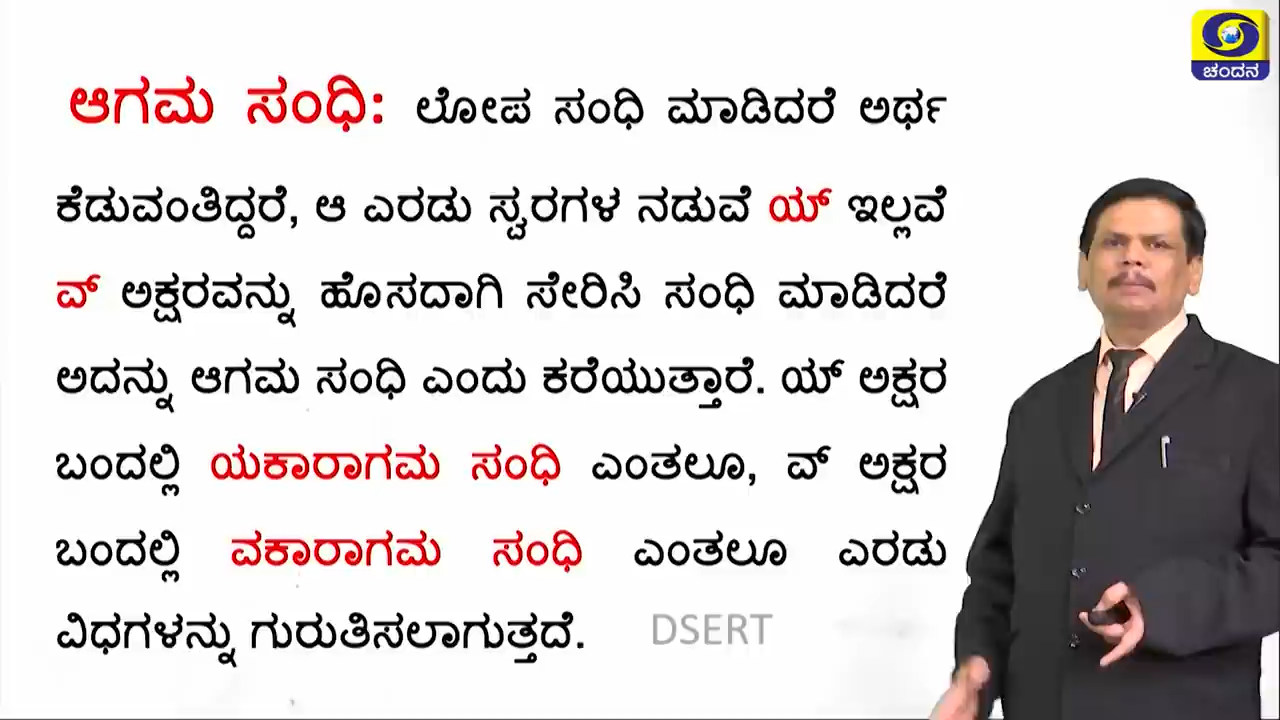 ಚಂದನ
ಆಗಮ ಸಂಧಿ: ಲೋಪ ಸಂಧಿ ಮಾಡಿದರೆ ಅರ್ಥ
ಕೆಡುವಂತಿದ್ದರೆ, ಆ ಎರಡು ಸ್ವರಗಳ ನಡುವೆ ಯ್ ಇಲ್ಲವೆ
ವ್ ಅಕ್ಷರವನ್ನು ಹೊಸದಾಗಿ ಸೇರಿಸಿ ಸಂಧಿ ಮಾಡಿದರೆ
ಅದನ್ನು ಆಗಮ ಸಂಧಿ ಎಂದು ಕರೆಯುತ್ತಾರೆ. ಯ್ ಅಕ್ಷರ
ಬಂದಲ್ಲಿ ಯಕಾರಾಗಮ ಸಂಧಿ ಎಂತಲೂ, ವ್ ಅಕ್ಷರ
ಬಂದಲ್ಲಿ ವಕಾರಾಗಮ ಸಂಧಿ ಎಂತಲೂ ಎರಡು
ವಿಧಗಳನ್ನು ಗುರುತಿಸಲಾಗುತ್ತದೆ. DSERT